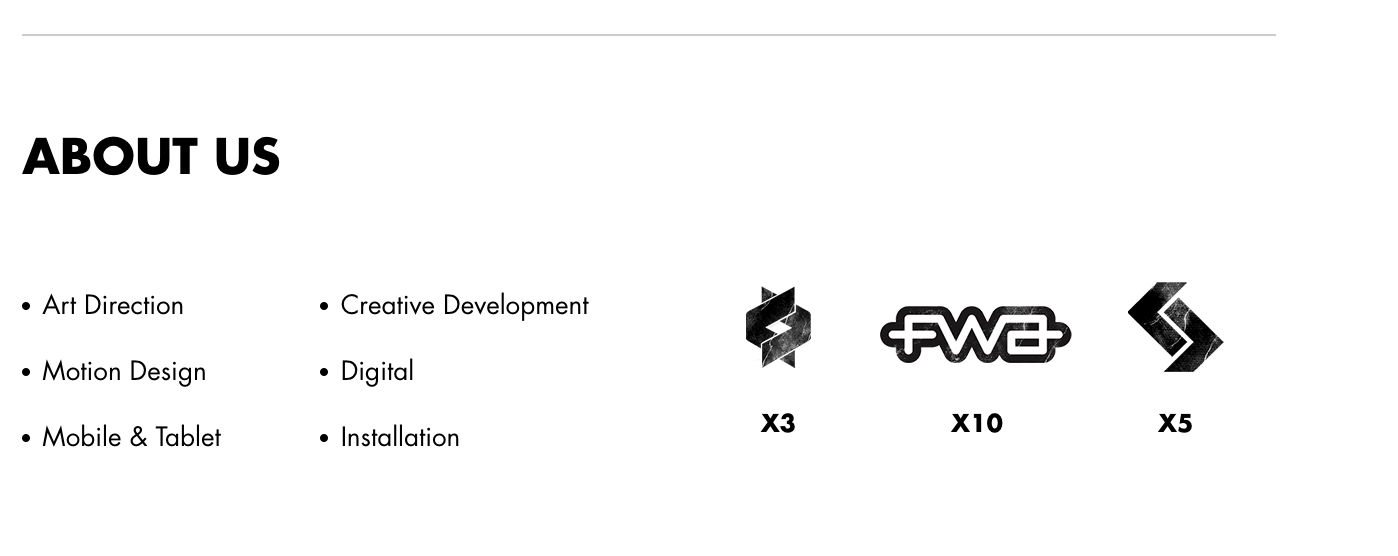 ABOUT US
• Art Direction
• Creative Development
• Motion Design
• Digital
• Mobile & Tablet
• Installation
FWA
X3
X10
X5